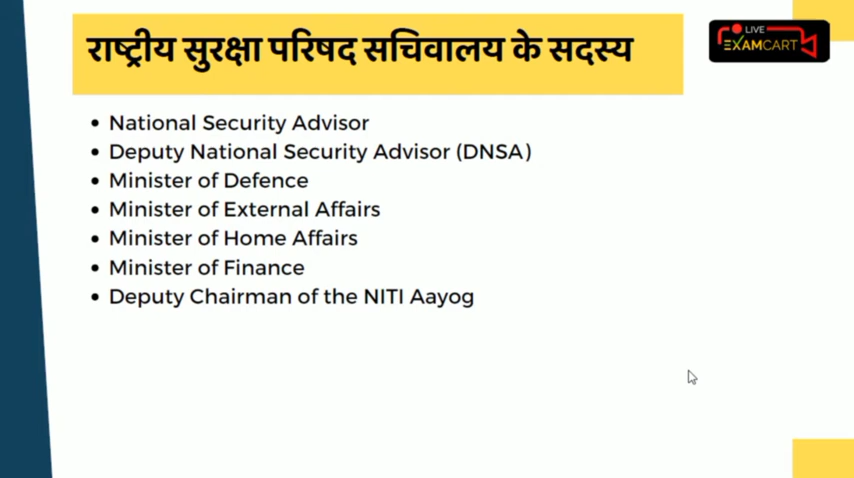 राष्ट्रीय सुरक्षा परिषद सचिवालय के सदस्य
LIVE
EXAMCART
• National Security Advisor
• Deputy National Security Advisor (DNSA)
• Minister of Defence
• Minister of External Affairs
• Minister of Home Affairs
• Minister of Finance
• Deputy Chairman of the NITI Aayog